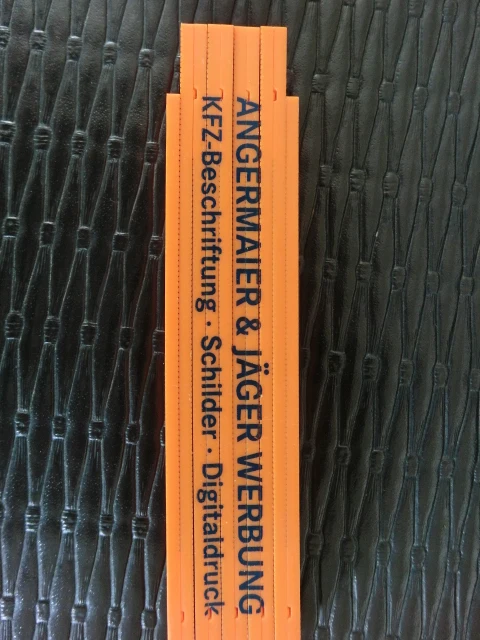 ANGERMAIER & JÄGER WERBUNG
KFZ-Beschriftung · Schilder · Digitaldruck